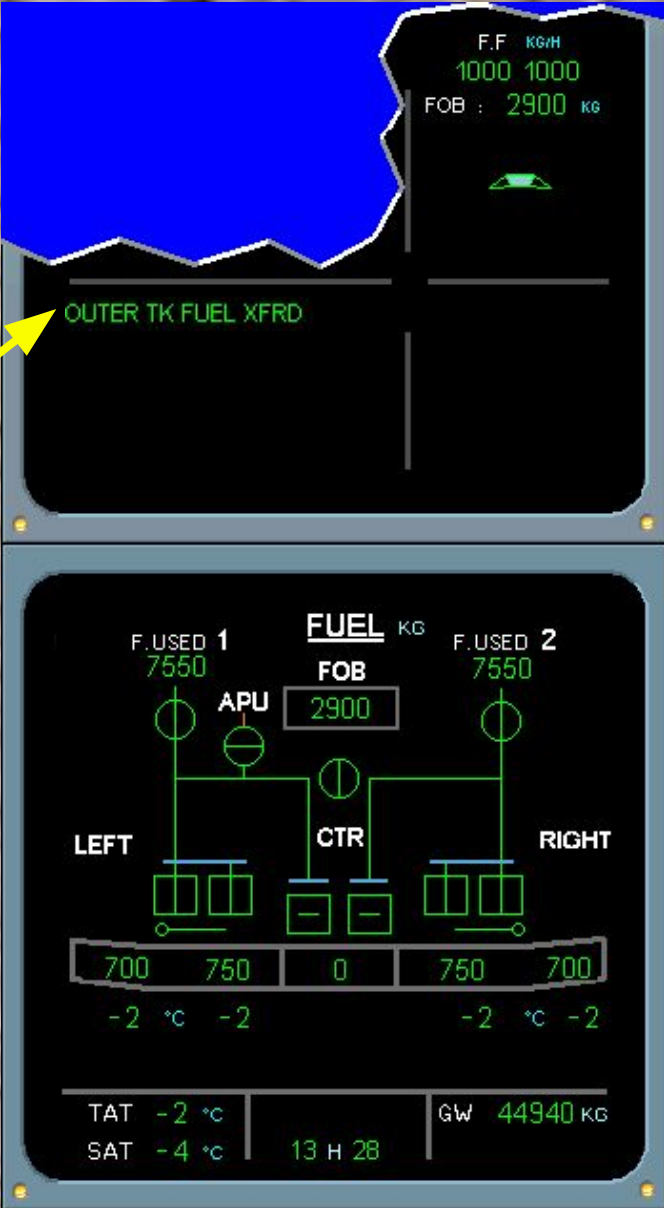 F.F KG/H
1000 1000
FOB : 2900 KG
OUTER TK FUEL XFRD
FUEL KG
F.USED 1
F.USED 2
7550
FOB
7550
APU
2900
LEFT
CTR
RIGHT
700 750 0 750 700
-2 °C -2
-2 °C -2
TAT -2 °C
GW 44940 KG
SAT -4 °C
13 H 28